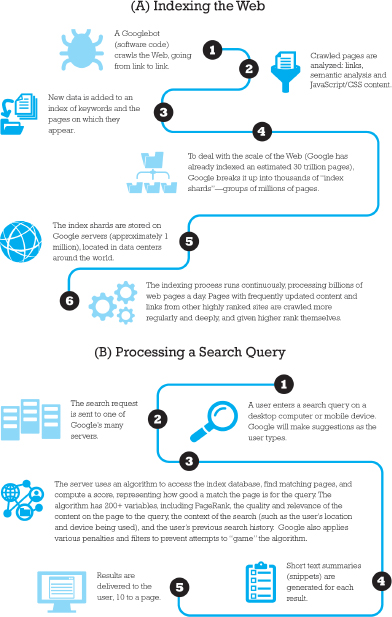 (A) Indexing the Web
A Googlebot
(software code)
crawls the Web, going
from link to link.
1
2
Crawled pages are
analyzed: links,
semantic analysis and
JavaScript/CSS content.
New data is added to an
index of keywords and the
pages on which they
appear.
3
4
To deal with the scale of the Web (Google has
already indexed an estimated 30 trillion pages),
Google breaks it up into thousands of “index
shards”—groups of millions of pages.
The index shards are stored on
Google servers (approximately 1
million), located in data centers
around the world.
5
6
The indexing process runs continuously, processing billions of
web pages a day. Pages with frequently updated content and
links from other highly ranked sites are crawled more
regularly and deeply, and given higher rank themselves.
(B) Processing a Search Query
1
A user enters a search query on a
desktop computer or mobile device.
Google will make suggestions as the
user types.
The search request
is sent to one of
Google’s many
servers.
2
3
The server uses an algorithm to access the index database, find matching pages, and
compute a score, representing how good a match the page is for the query. The
algorithm has 200+ variables, including PageRank, the quality and relevance of the
content on the page to the query, the context of the search (such as the user’s location
and device being used), and the user’s previous search history. Google also applies
various penalties and filters to prevent attempts to “game” the algorithm.
4
Short text summaries
(snippets) are
generated for each
result.
Results are
delivered to the
user, 10 to a page.
5